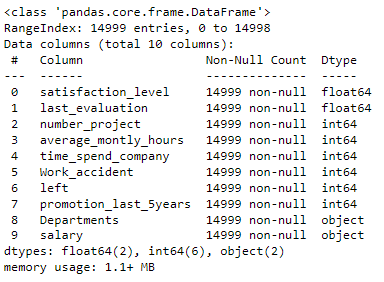 <class 'pandas.core.frame.DataFrame'>
RangeIndex: 14999 entries, 0 to 14998
Data columns (total 10 columns):
 #   Column                 Non-Null Count  Dtype
---  ------                 --------------  -----
 0   satisfaction_level     14999 non-null  float64
 1   last_evaluation        14999 non-null  float64
 2   number_project         14999 non-null  int64
 3   average_montly_hours   14999 non-null  int64
 4   time_spend_company     14999 non-null  int64
 5   Work_accident          14999 non-null  int64
 6   left                   14999 non-null  int64
 7   promotion_last_5years  14999 non-null  int64
 8   Departments            14999 non-null  object
 9   salary                 14999 non-null  object
dtypes: float64(2), int64(6), object(2)
memory usage: 1.1+ MB